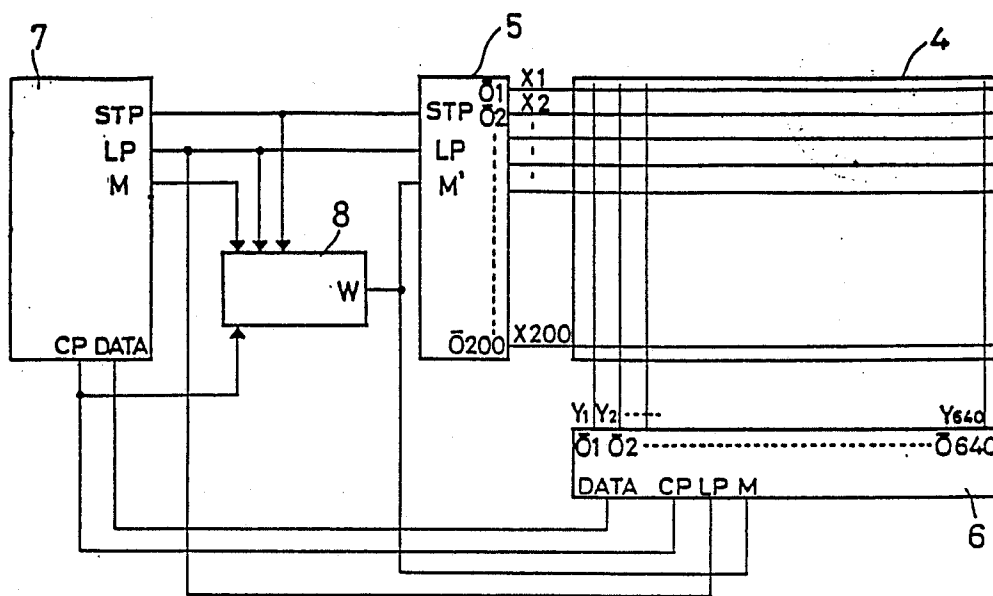 7
5
4
STP
LP
M
CP DATA
8
W
STP
LP
M'
Ō1
Ō2
Ō200
X1
X2
X200
Y1 Y2
Y640
Ō1 Ō2
Ō640
DATA CP LP M
6